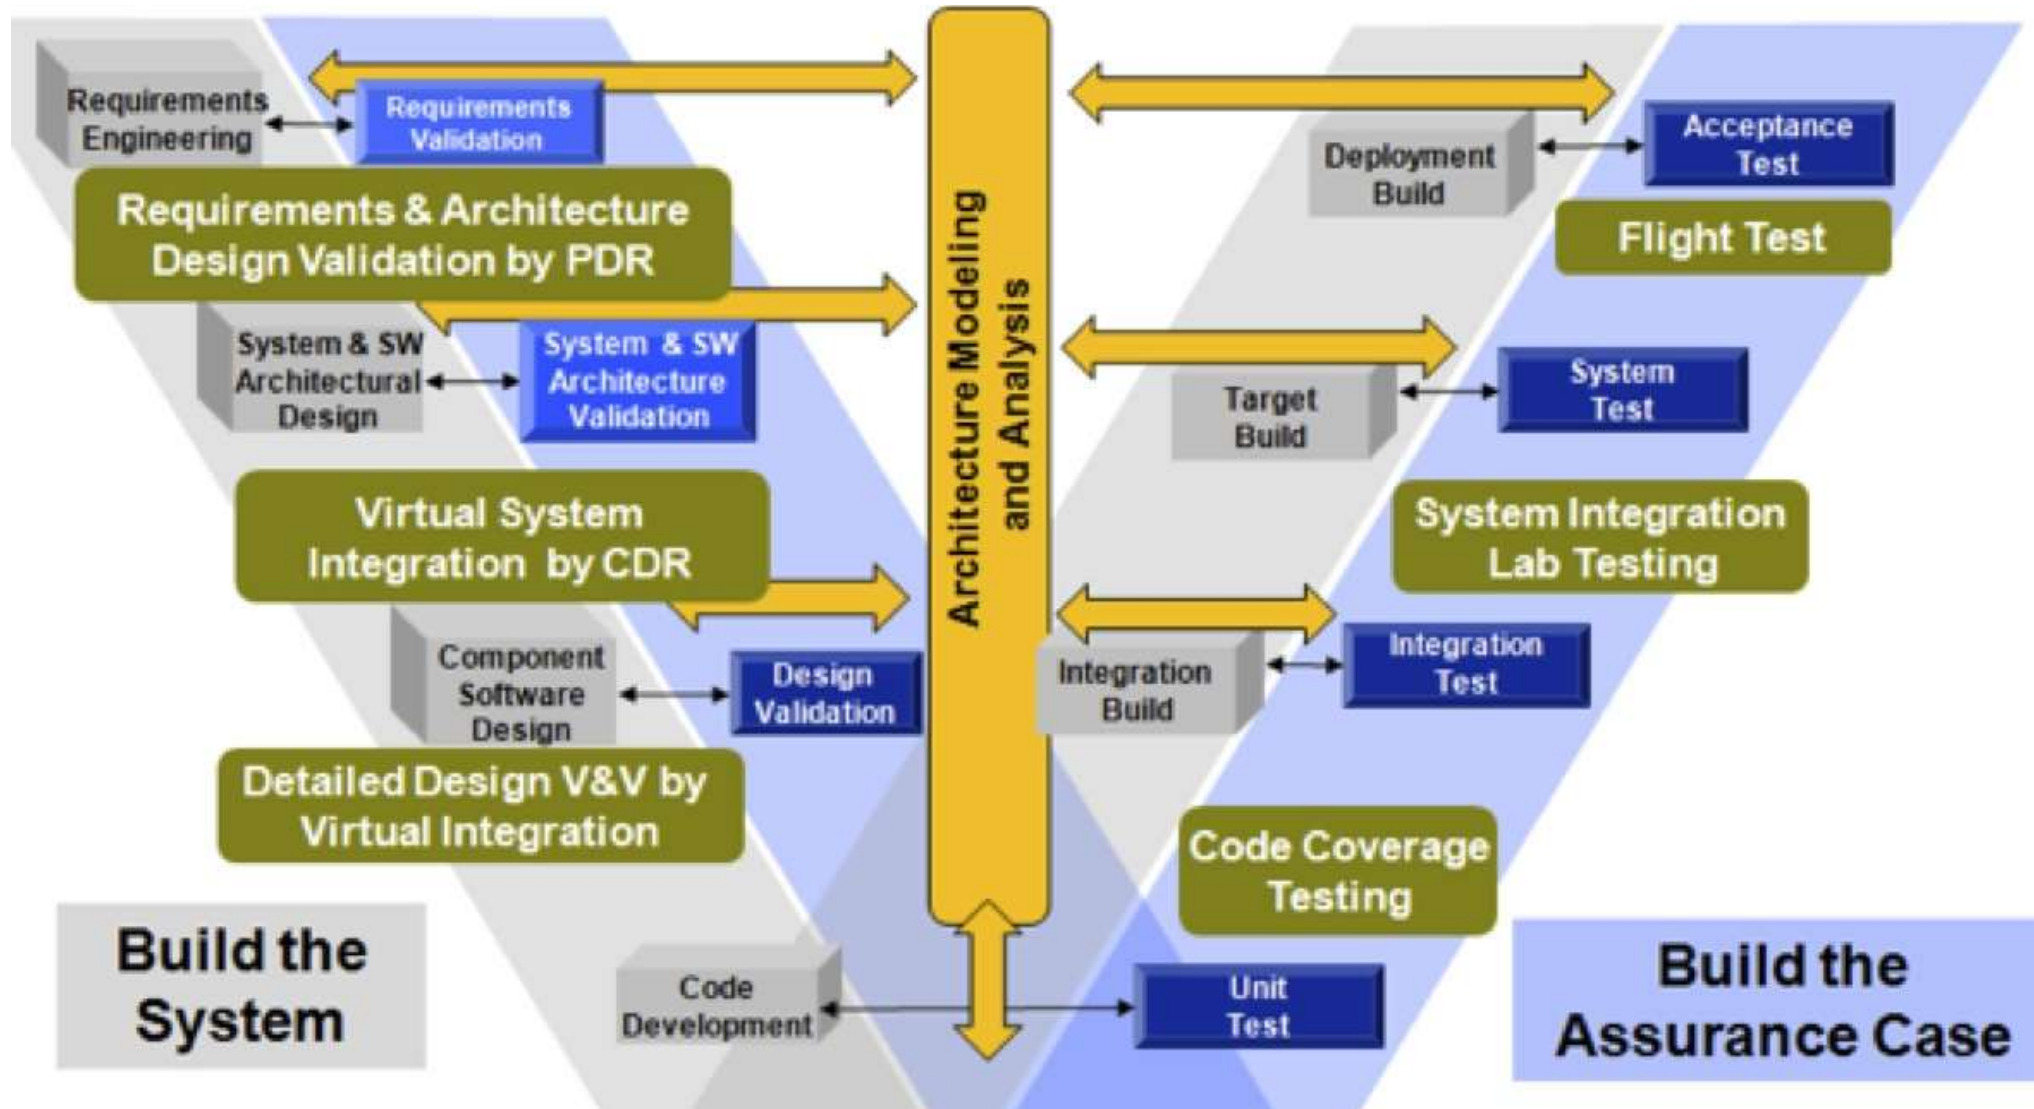 Requirements
Engineering
Requirements
Validation
Requirements & Architecture
Design Validation by PDR
System & SW
Architectural
Design
System & SW
Architecture
Validation
Virtual System
Integration by CDR
Component
Software
Design
Design
Validation
Detailed Design V&V by
Virtual Integration
Build the
System
Code
Development
Architecture Modeling
and Analysis
Deployment
Build
Acceptance
Test
Flight Test
Target
Build
System
Test
System Integration
Lab Testing
Integration
Build
Integration
Test
Code Coverage
Testing
Unit
Test
Build the
Assurance Case